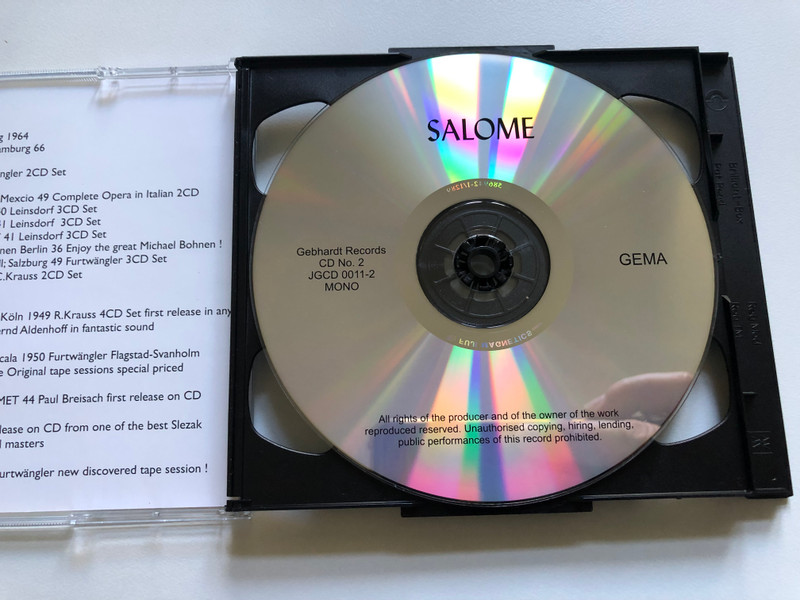 g 1964
amburg 66
ngler 2CD Set
Mexcio 49 Complete Opera in Italian 2CD
0 Leinsdorf 3CD Set
1 Leinsdorf 3CD Set
41 Leinsdorf 3CD Set
nen Berlin 36 Enjoy the great Michael Bohnen !
ll; Salzburg 49 Furtwängler 3CD Set
C.Krauss 2CD Set
Köln 1949 R.Krauss 4CD Set first release in any
ernd Aldenhoff in fantastic sound
cala 1950 Furtwängler Flagstad-Svanholm
e Original tape sessions special priced
MET 44 Paul Breisach first release on CD
lease on CD from one of the best Slezak
l masters
urtwängler new discovered tape session !
SALOME
Gebhardt Records
CD No. 2
JGCD 0011-2
MONO
GEMA
FUJI MAGNETICS
All rights of the producer and of the owner of the work
reproduced reserved. Unauthorised copying, hiring, lending,
public performances of this record prohibited.